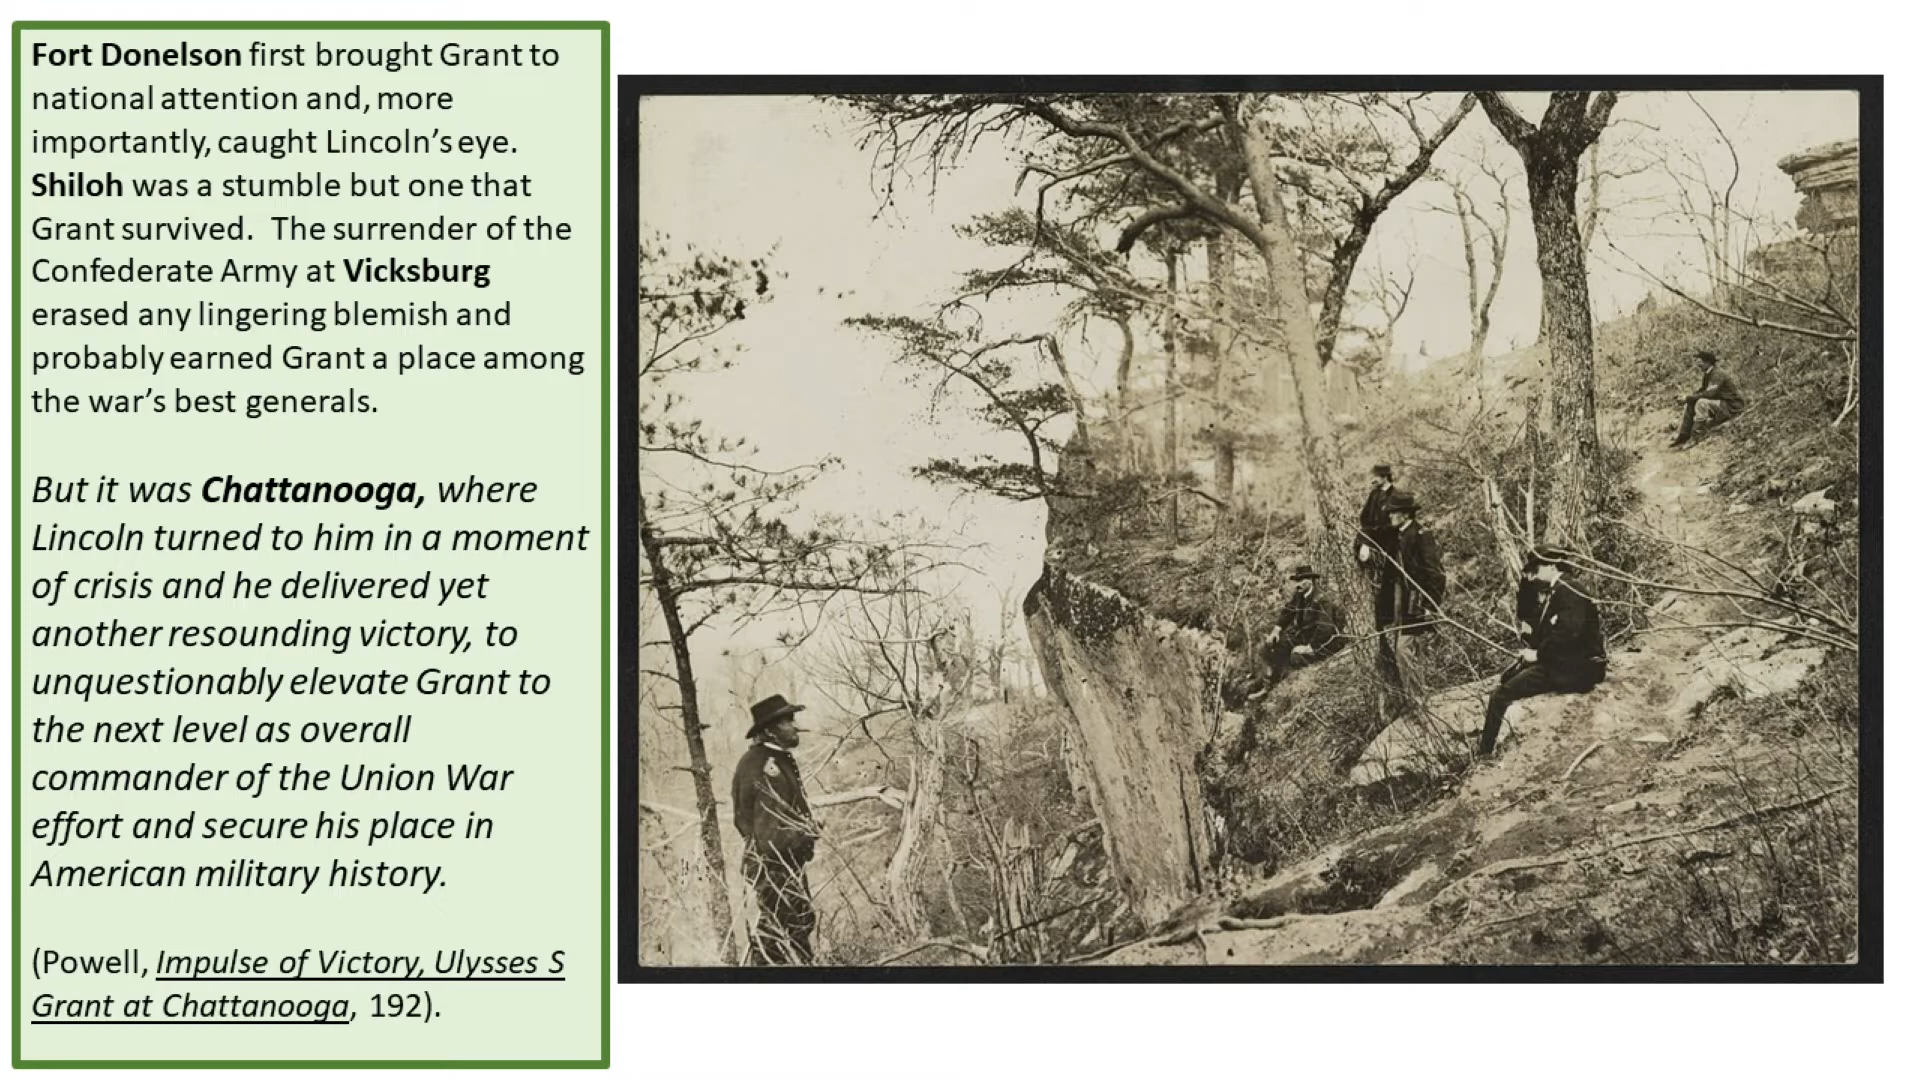 Fort Donelson first brought Grant to
national attention and, more
importantly, caught Lincoln's eye.
Shiloh was a stumble but one that
Grant survived.  The surrender of the
Confederate Army at Vicksburg
erased any lingering blemish and
probably earned Grant a place among
the war's best generals.
But it was Chattanooga, where
Lincoln turned to him in a moment
of crisis and he delivered yet
another resounding victory, to
unquestionably elevate Grant to
the next level as overall
commander of the Union War
effort and secure his place in
American military history.
(Powell, Impulse of Victory, Ulysses S
Grant at Chattanooga, 192).